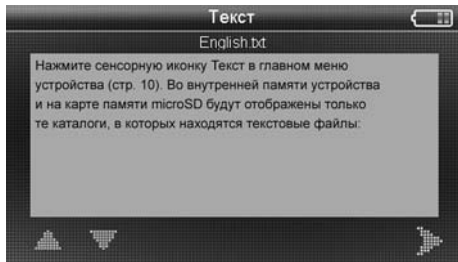 Текст
English.txt
Нажмите сенсорную иконку Текст в главном меню
устройства (стр. 10). Во внутренней памяти устройства
и на карте памяти microSD будут отображены только
те каталоги, в которых находятся текстовые файлы: